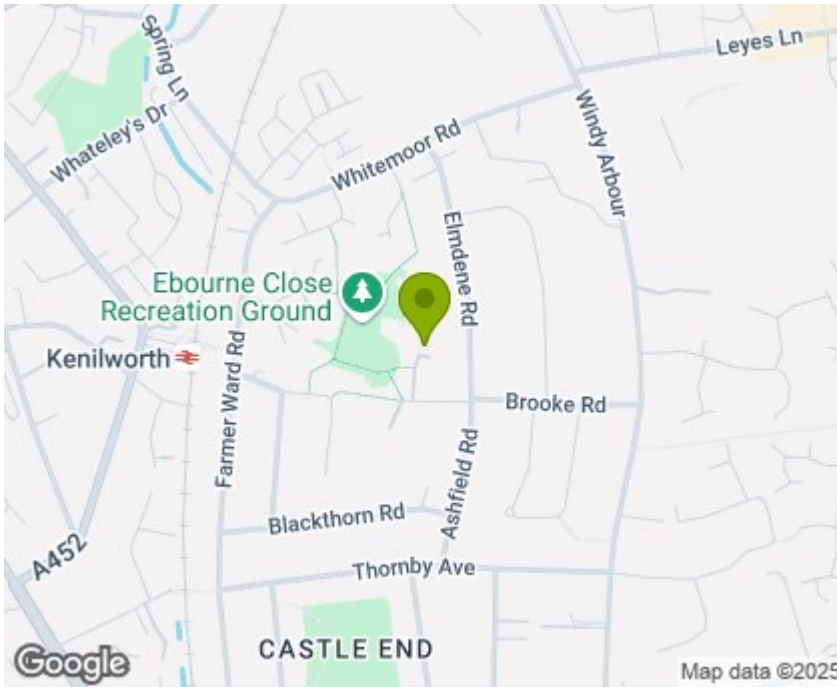 Leyes Ln
Spring Ln
Whateley's Dr
Whitemoor Rd
Windy Arbour
Elmdene Rd
Ebourne Close
Recreation Ground
Kenilworth
Farmer Ward Rd
Brooke Rd
Ashfield Rd
Blackthorn Rd
A452
Thornby Ave
CASTLE END
Google
Map data ©2025